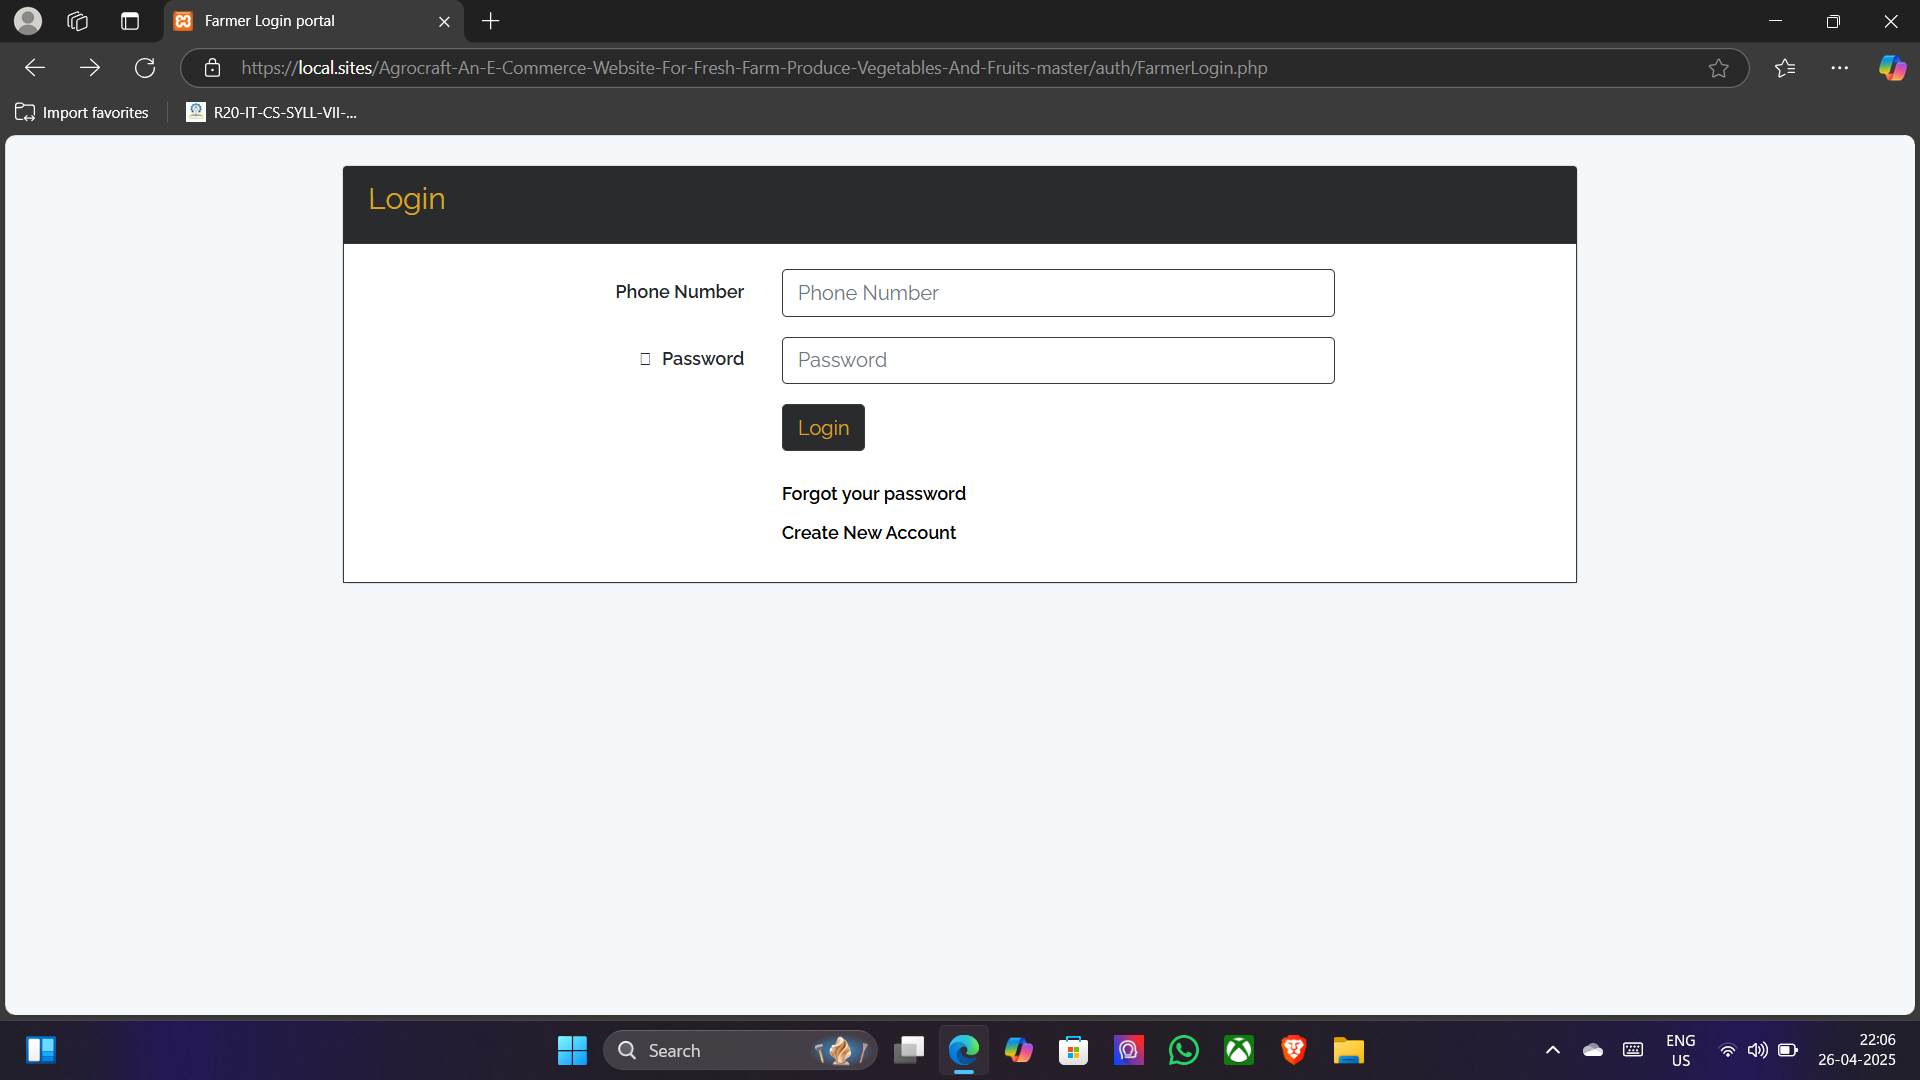 Farmer Login portal
https://local.sites/Agrocraft-An-E-Commerce-Website-For-Fresh-Farm-Produce-Vegetables-And-Fruits-master/auth/FarmerLogin.php
Import favorites
R20-IT-CS-SYLL-VII-...
Login
Phone Number
Phone Number
Password
Password
Login
Forgot your password
Create New Account
Search
ENG
US
22:06
26-04-2025